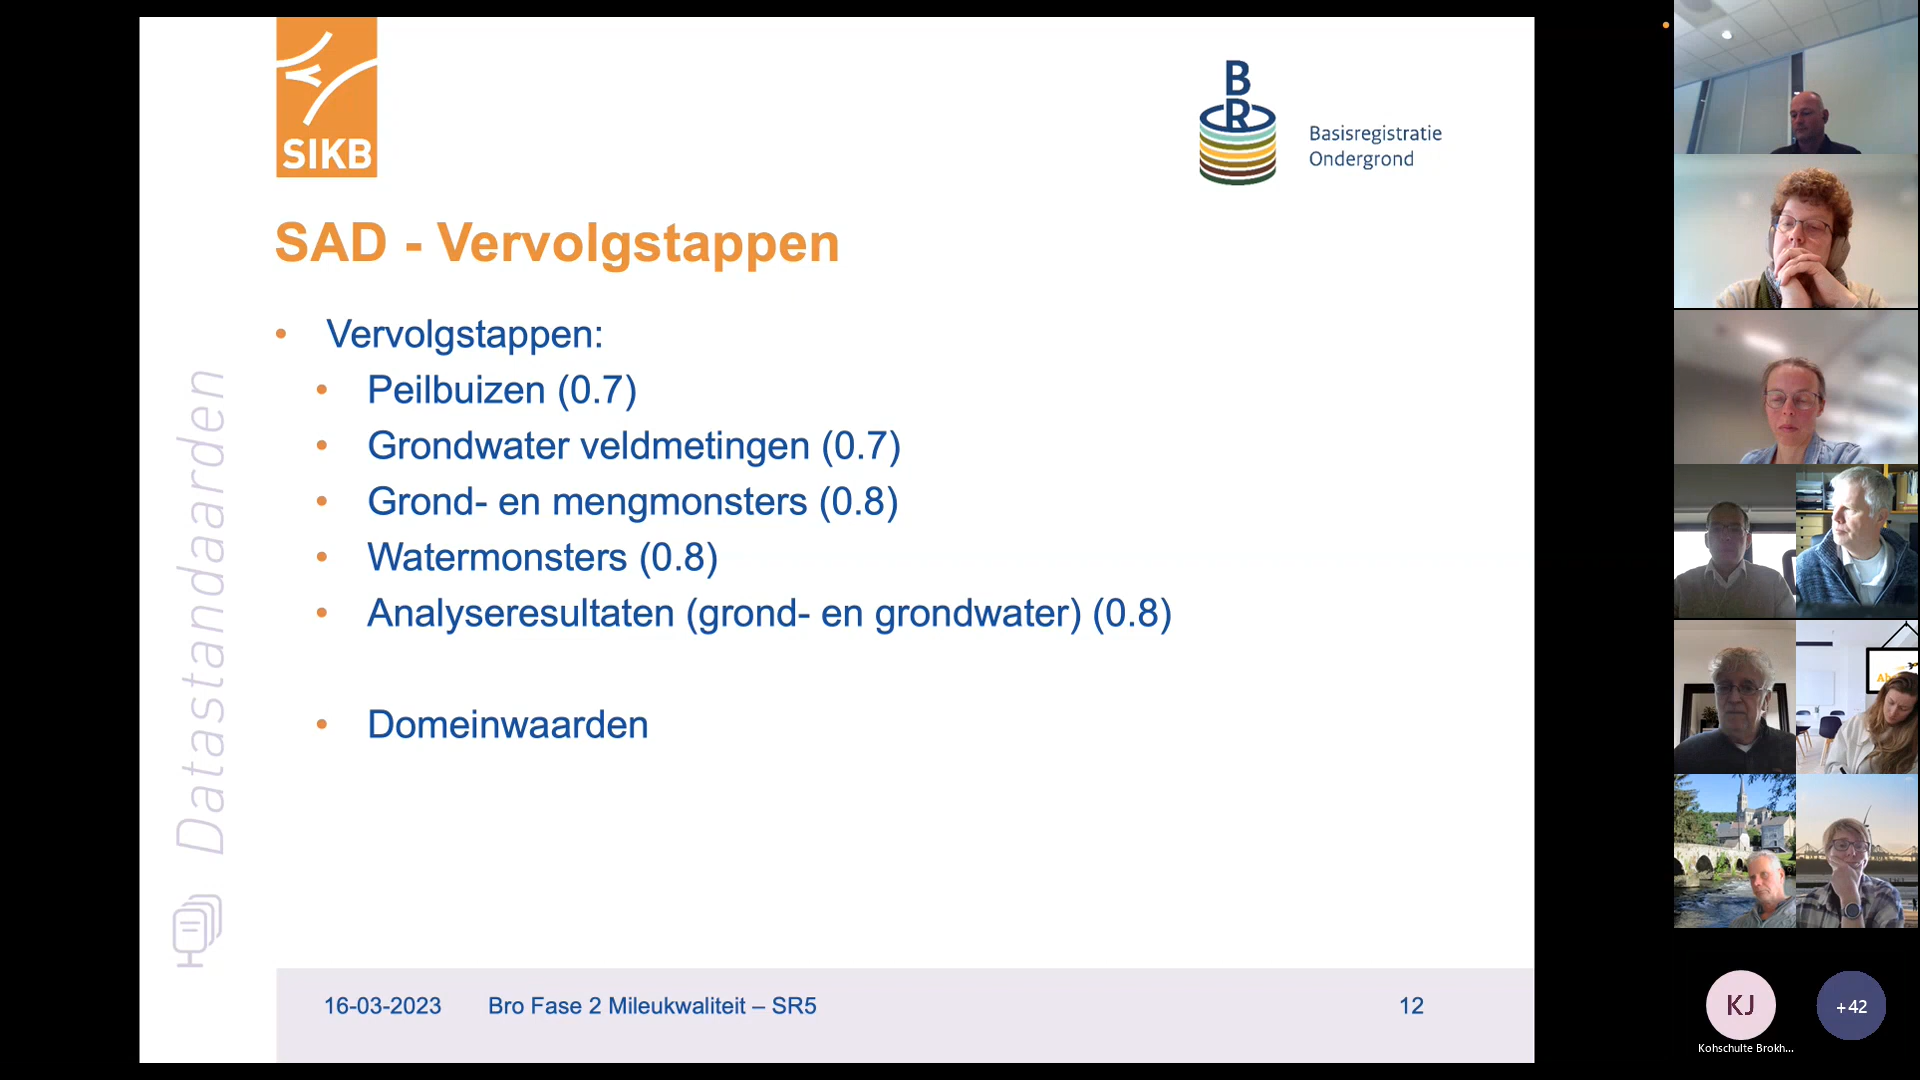 SIKB
B
R
Basisregistratie
Ondergrond
SAD - Vervolgstappen
• Vervolgstappen:
• Peilbuizen (0.7)
• Grondwater veldmetingen (0.7)
• Grond- en mengmonsters (0.8)
• Watermonsters (0.8)
• Analyseresultaten (grond- en grondwater) (0.8)
• Domeinwaarden
Datastandaarden
16-03-2023 Bro Fase 2 Mileukwaliteit – SR5 12
KJ
+42
Kohschulte Brokh...